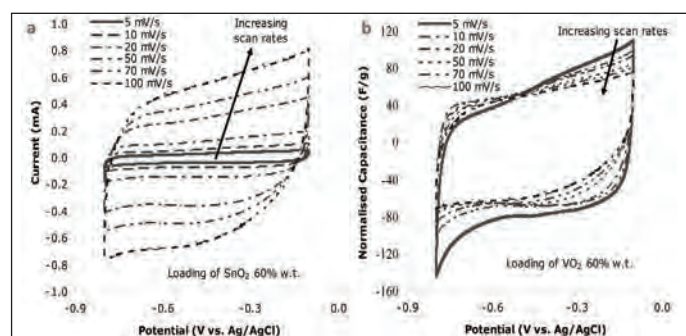 a
5 mV/s
10 mV/s
20 mV/s
50 mV/s
70 mV/s
100 mV/s
Increasing
scan rates
Current (mA)
1.0
0.8
0.6
0.4
0.2
0.0
-0.2
-0.4
-0.6
-0.8
-1.0
Loading of SnO2 60% w.t.
-0.9
-0.6
-0.3
0.0
Potential (V vs. Ag/AgCl)
b
5 mV/s
10 mV/s
20 mV/s
50 mV/s
70 mV/s
100 mV/s
Increasing scan rates
Normalised Capacitance (F/g)
120
80
40
0
-40
-80
-120
-160
Loading of VO2 60% w.t.
-0.9
-0.6
-0.3
0.0
Potential (V vs. Ag/AgCl)